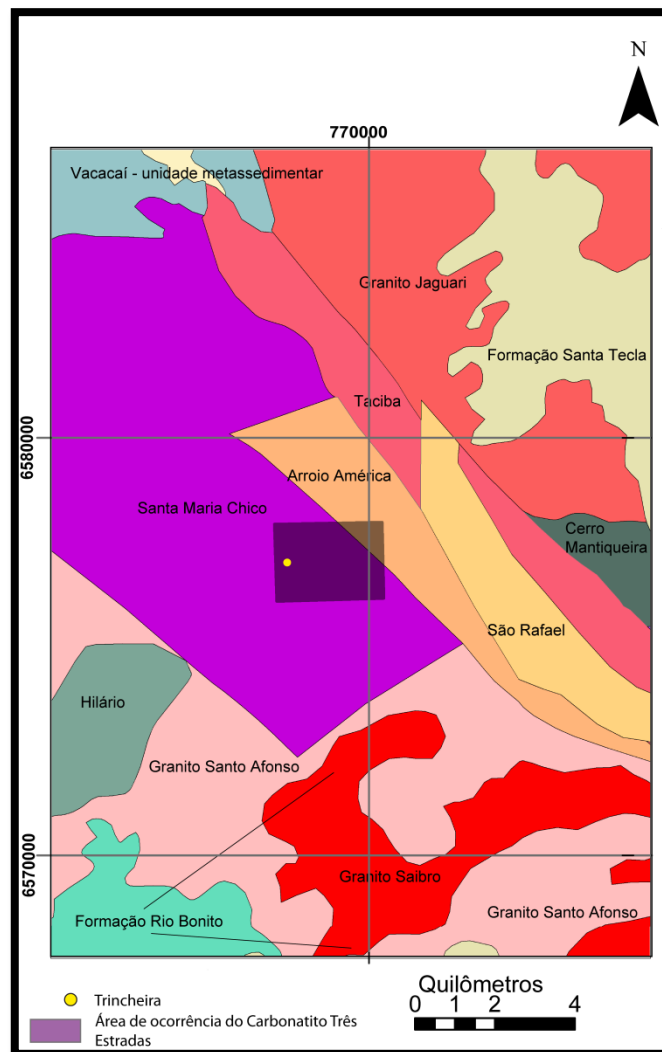 N
770000
Vacacaí - unidade metassedimentar
Granito Jaguari
Formação Santa Tecla
Taciba
6580000
Arroio América
Santa Maria Chico
Cerro
Mantiqueira
São Rafael
Hilário
Granito Santo Afonso
6570000
Granito Saibro
Granito Santo Afonso
Formação Rio Bonito
Trincheira
Área de ocorrência do Carbonatito Três
Estradas
Quilômetros
0 1 2 4